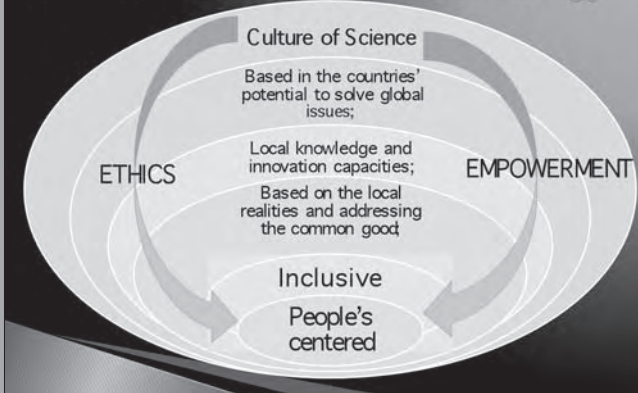 Culture of Science
Based in the countries'
potential to solve global
issues;
Local knowledge and
innovation capacities;
ETHICS
EMPOWERMENT
Based on the local
realities and addressing
the common good;
Inclusive
People's
centered